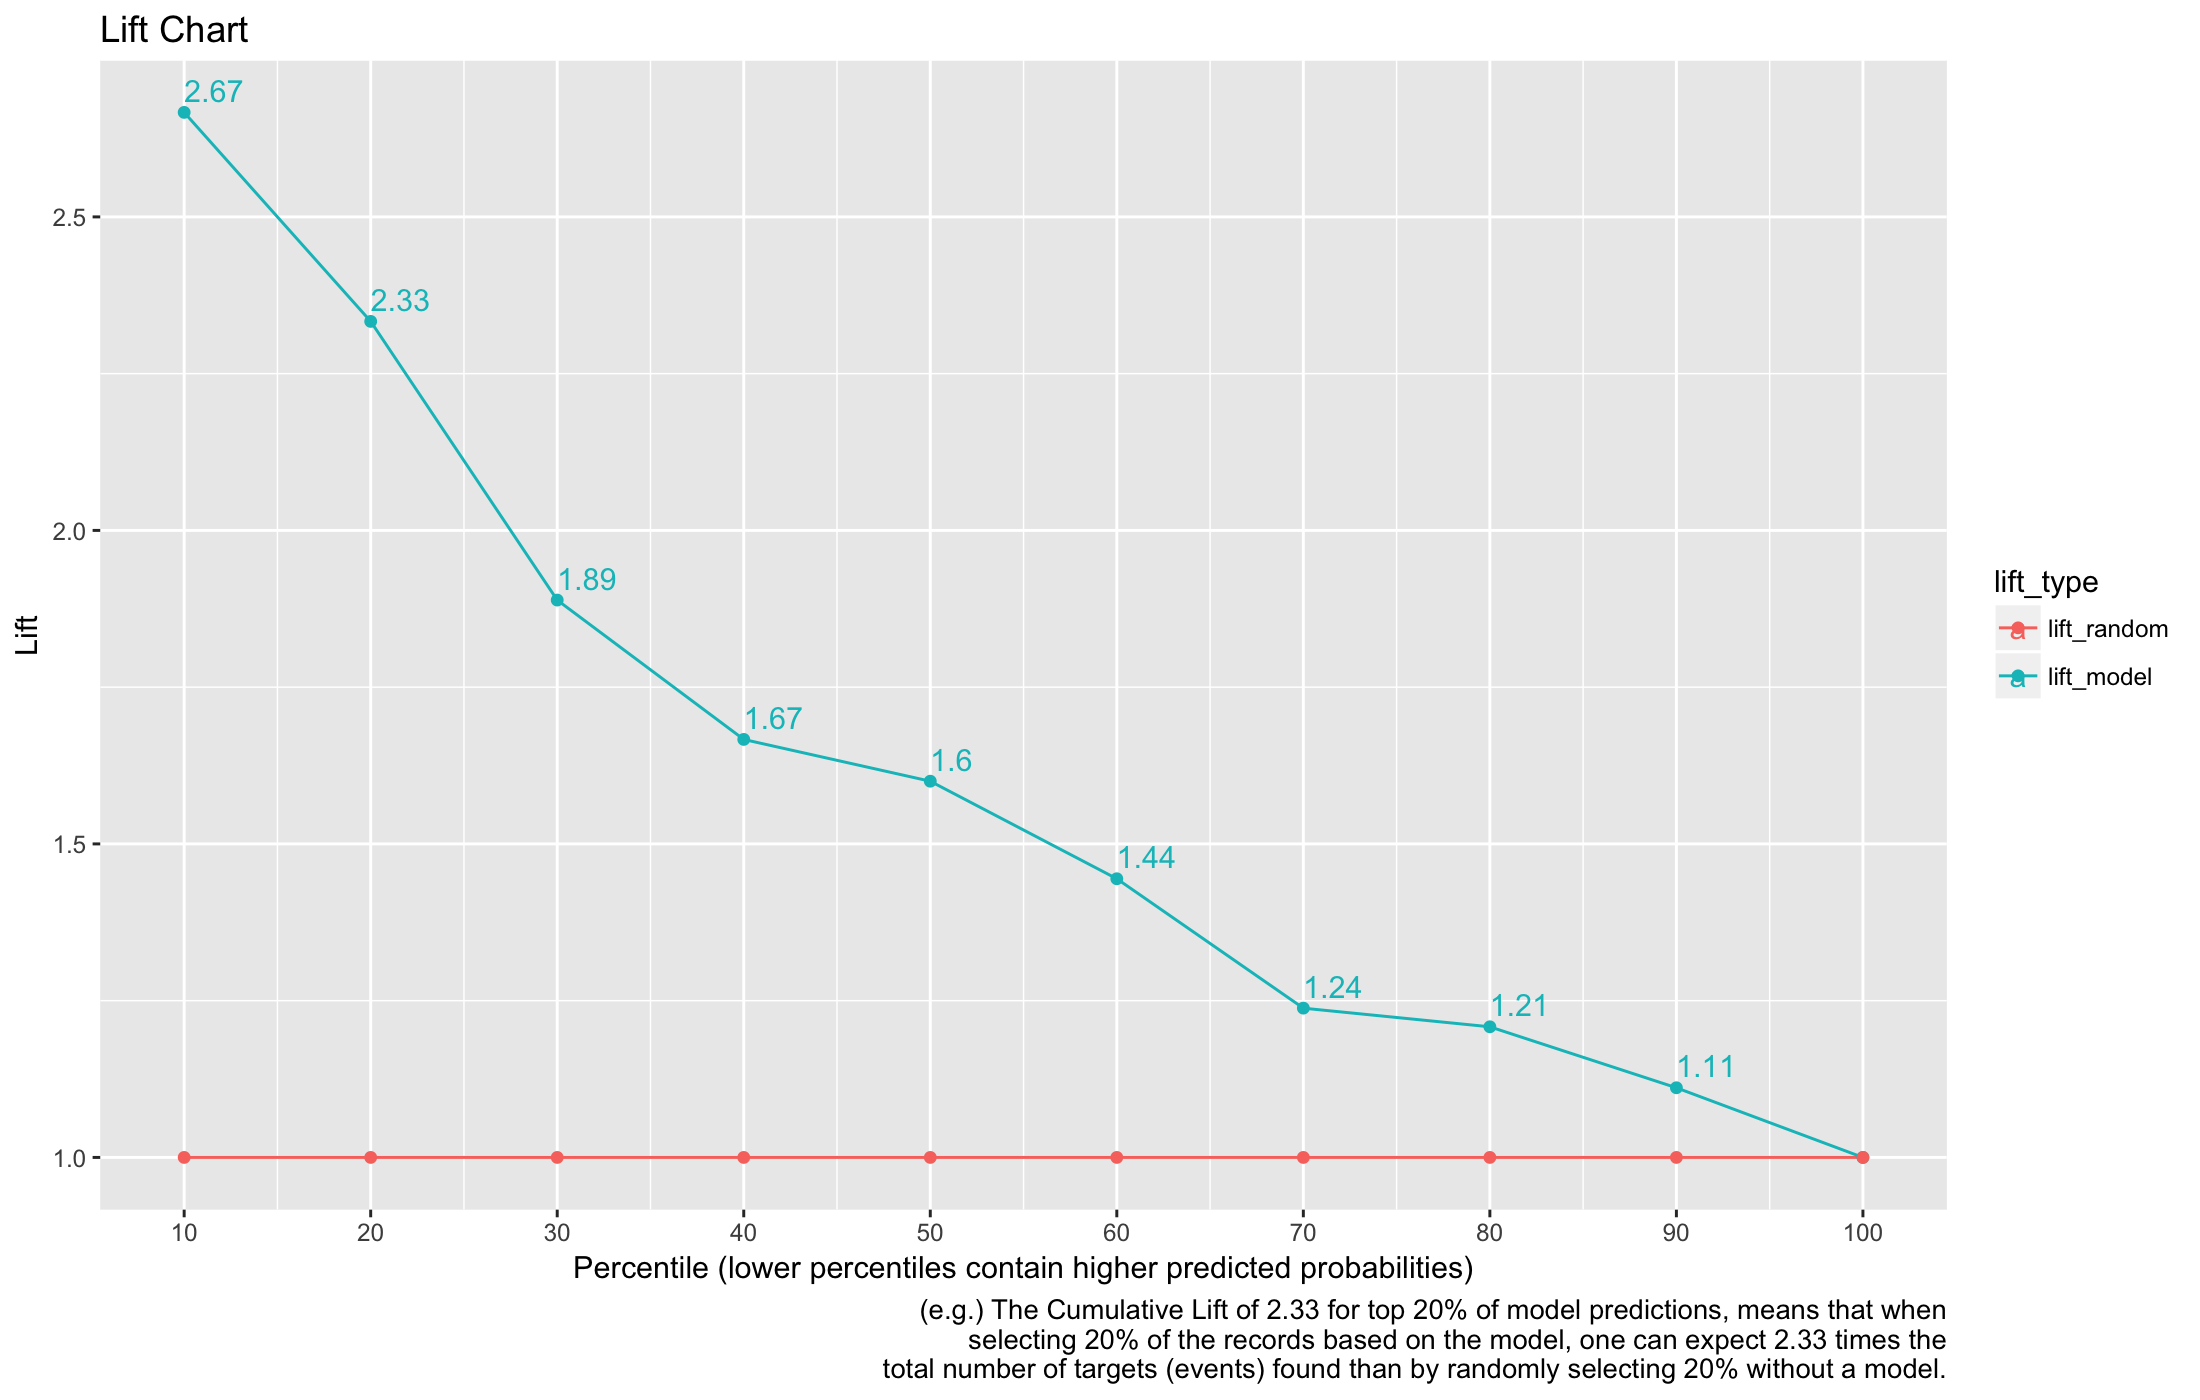 Lift Chart
2.67
2.33
1.89
1.67
1.6
1.44
1.24
1.21
1.11
2.5
2.0
1.5
1.0
Lift
10 20 30 40 50 60 70 80 90 100
Percentile (lower percentiles contain higher predicted probabilities)
lift_type
a lift_random
a lift_model
(e.g.) The Cumulative Lift of 2.33 for top 20% of model predictions, means that when
selecting 20% of the records based on the model, one can expect 2.33 times the
total number of targets (events) found than by randomly selecting 20% without a model.